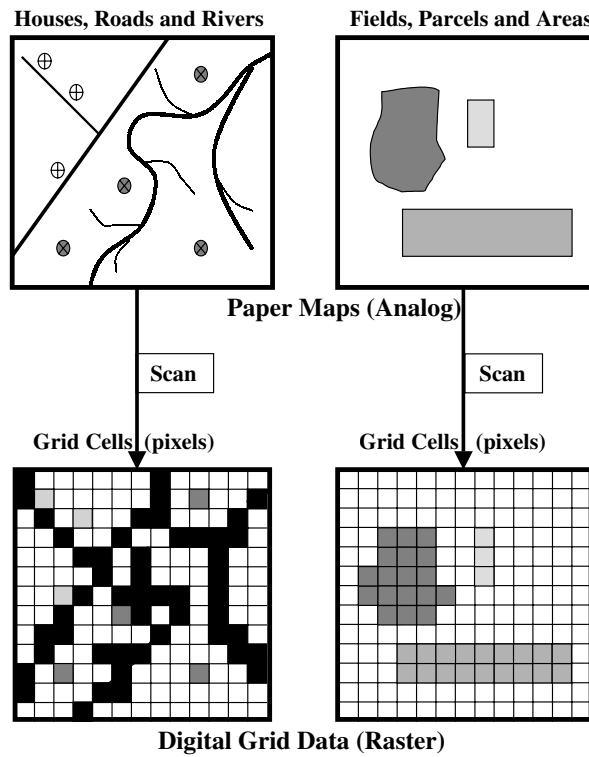 Houses, Roads and Rivers
Fields, Parcels and Areas
Paper Maps (Analog)
Scan
Scan
Grid Cells (pixels)
Grid Cells (pixels)
Digital Grid Data (Raster)